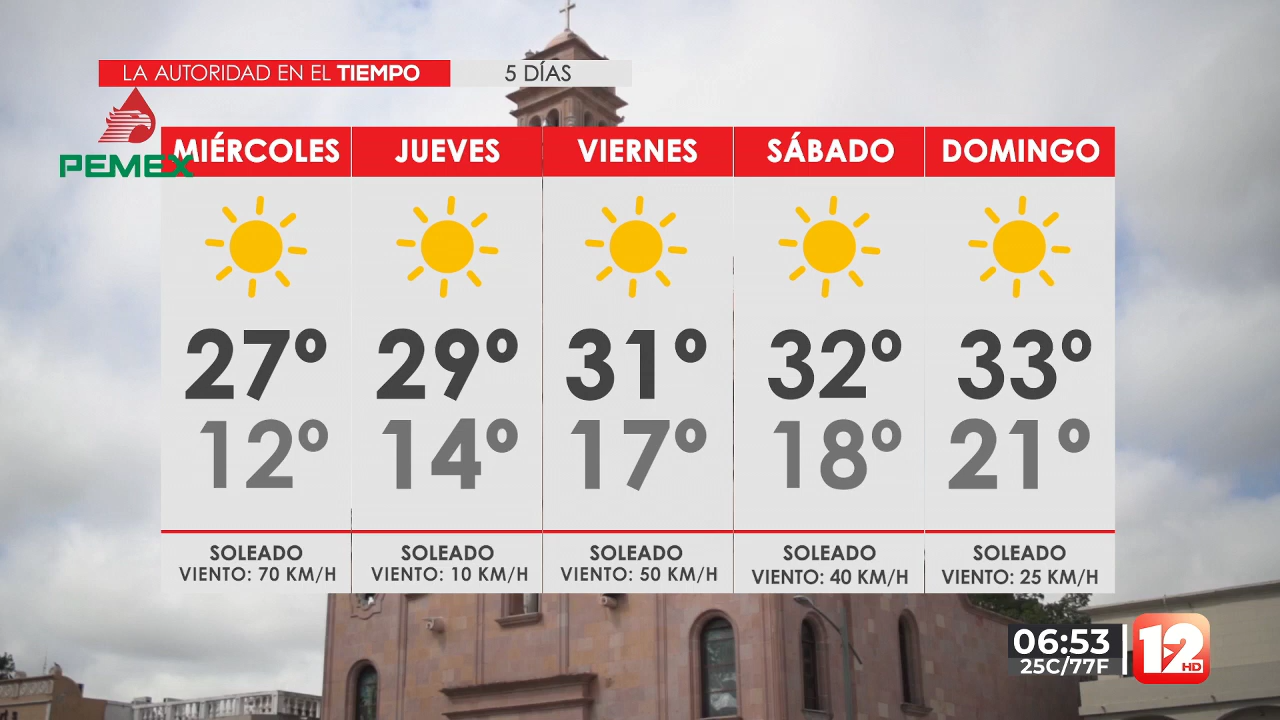 LA AUTORIDAD EN EL TIEMPO
5 DÍAS
PEMEX
MIÉRCOLES
27º
12º
SOLEADO
VIENTO: 70 KM/H
JUEVES
29º
14º
SOLEADO
VIENTO: 10 KM/H
VIERNES
31º
17º
SOLEADO
VIENTO: 50 KM/H
SÁBADO
32º
18º
SOLEADO
VIENTO: 40 KM/H
DOMINGO
33º
21º
SOLEADO
VIENTO: 25 KM/H
06:53
25C/77F
12
HD